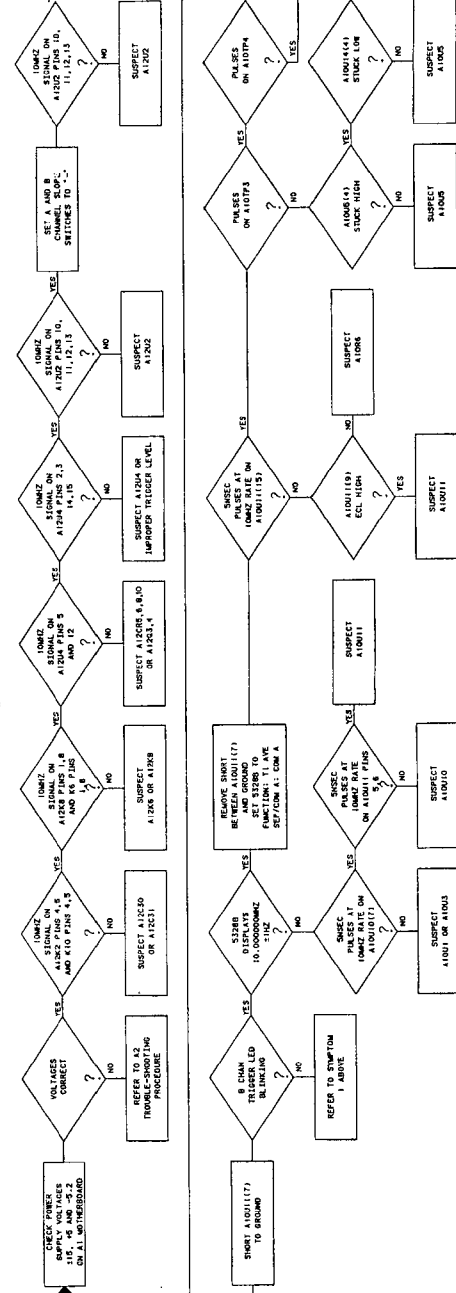 CHECK POWER
SUPPLY VOLTAGES
±15, +5 AND -5.2
ON A1 MOTHERBOARD
VOLTAGES
CORRECT
?
YES
NO
REFER TO A2
TROUBLE-SHOOTING
PROCEDURE
10MHZ
SIGNAL ON
A12K2 PINS 4,5
AND K10 PINS 4,5
?
YES
NO
SUSPECT A12C30
OR A12C31
10MHZ
SIGNAL ON
A12K8 PINS 1,8
AND K6 PINS
1,8
?
YES
NO
SUSPECT
A12K6 OR A12K8
10MHZ
SIGNAL ON
A12U4 PINS 5
AND 12
?
YES
NO
SUSPECT A12CR5,6,8,10
OR A12Q3,4
10MHZ
SIGNAL ON
A12U4 PINS 2,3
14,15
?
YES
NO
SUSPECT A12U4 OR
IMPROPER TRIGGER LEVEL
10MHZ
SIGNAL ON
A12U2 PINS 10,
11,12,13
?
YES
NO
SUSPECT
A12U2
SET A AND B
CHANNEL SLOPE
SWITCHES TO "-"
10MHZ
SIGNAL ON
A12U2 PINS 10,
11,12,13
?
NO
SUSPECT
A12U2
SHORT A10U11(7)
TO GROUND
B CHAN
TRIGGER LED
BLINKING
?
YES
NO
REFER TO SYMPTOM
1 ABOVE
5328B
DISPLAYS
10.00000MHZ
±1HZ
?
YES
NO
REMOVE SHORT
BETWEEN A10U11(7)
AND GROUND
SET 5328B TO
FUNCTION: TI AVE
SEP/COM A: COM A
5NSEC
PULSES AT
10MHZ RATE ON
A10U10(7)
?
YES
NO
SUSPECT
A10U1 OR A10U3
5NSEC
PULSES AT
10MHZ RATE
ON A10U11 PINS
5,6
?
YES
NO
SUSPECT
A10U10
SUSPECT
A10U11
5NSEC
PULSES AT
10MHZ RATE ON
A10U11(15)
?
YES
NO
A10U11(9)
ECL HIGH
?
NO
YES
SUSPECT
A10R6
SUSPECT
A10U11
PULSES
ON A10TP3
?
YES
NO
PULSES
ON A10TP4
?
YES
A10U5(4)
STUCK HIGH
?
YES
NO
SUSPECT
A10U5
A10U14(4)
STUCK LOW
?
NO
SUSPECT
A10U5